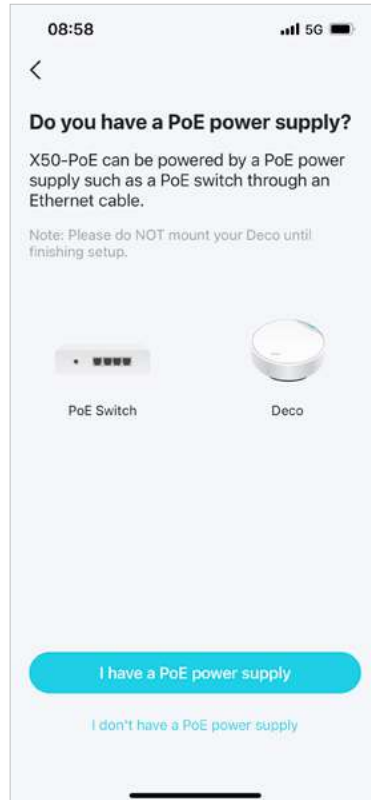 08:58
5G
Do you have a PoE power supply?
X50-PoE can be powered by a PoE power
supply such as a PoE switch through an
Ethernet cable.
Note: Please do NOT mount your Deco until
finishing setup.
PoE Switch
Deco
I have a PoE power supply
I don't have a PoE power supply